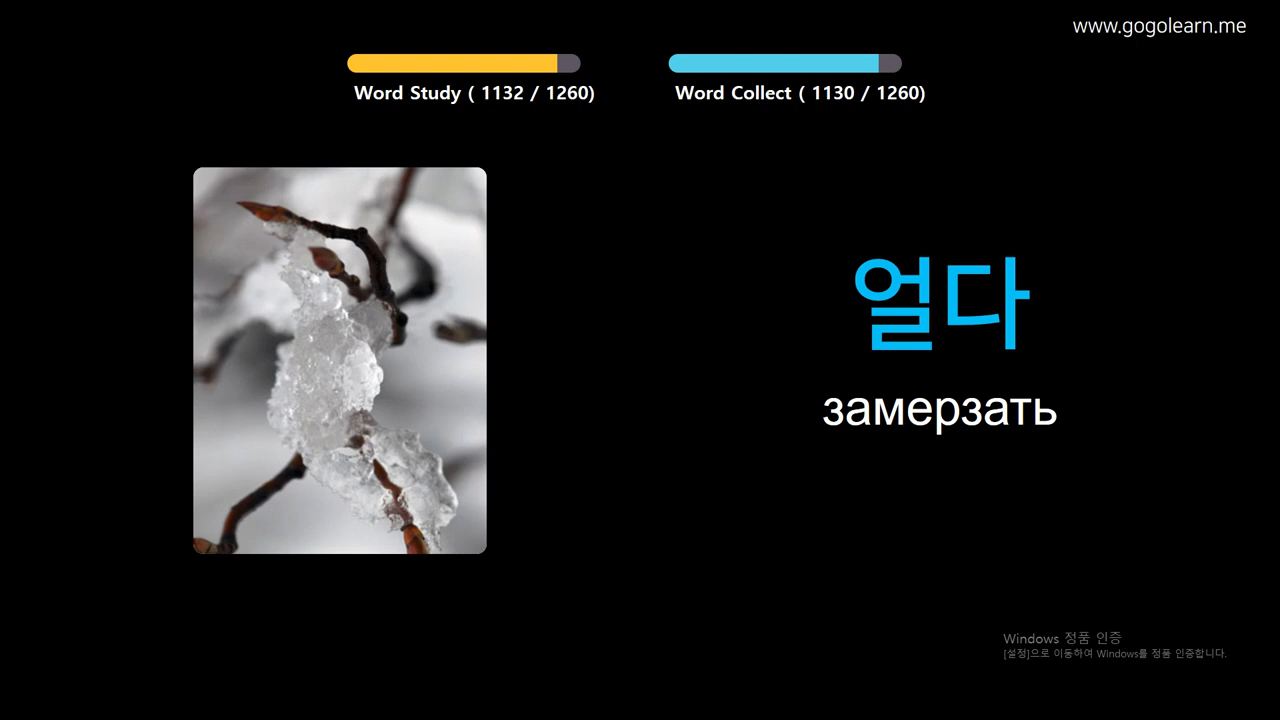 www.gogolearn.me
Word Study ( 1132 / 1260)
Word Collect ( 1130 / 1260)
얼다
замерзать
Windows 정품 인증
[설정]으로 이동하여 Windows를 정품 인증합니다.